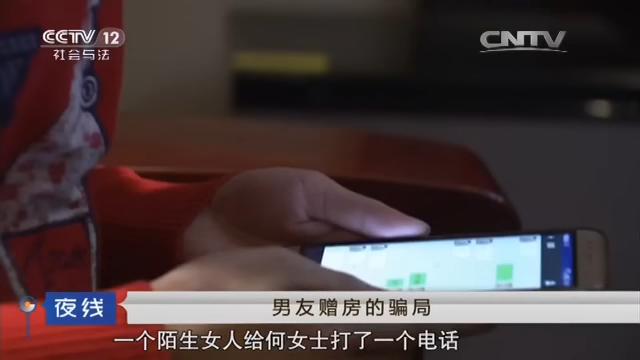 CCTV 12
社会与法
CNTV
夜线
男友赠房的骗局
一个陌生女人给何女士打了一个电话